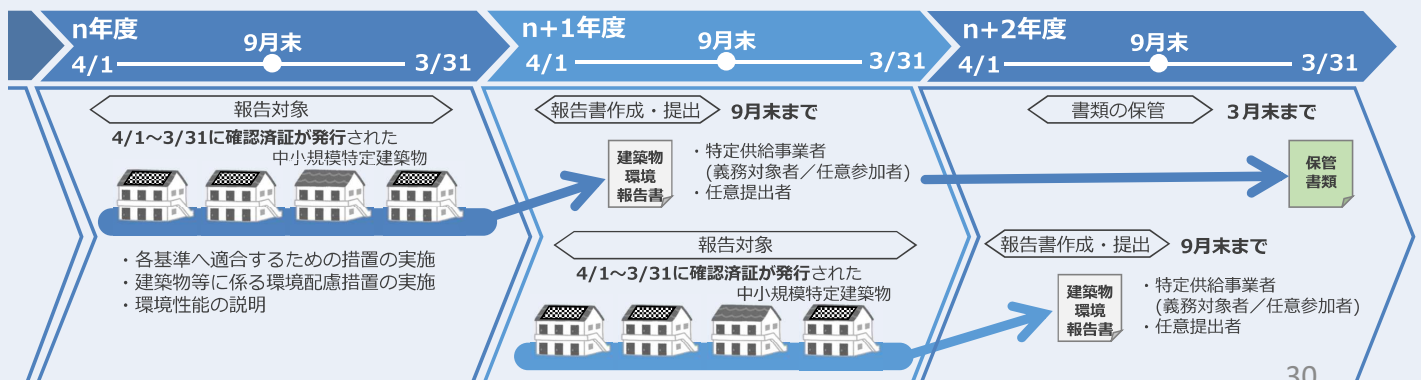 n年度
9月末
4/1
3/31
n+1年度
9月末
4/1
3/31
n+2年度
9月末
4/1
3/31
報告対象
4/1～3/31に確認済証が発行された
中小規模特定建築物
・各基準へ適合するための措置の実施
・建築物等に係る環境配慮措置の実施
・環境性能の説明
報告書作成・提出
9月末まで
建築物
環境
報告書
・特定供給事業者
(義務対象者／任意参加者)
・任意提出者
報告対象
4/1～3/31に確認済証が発行された
中小規模特定建築物
書類の保管
３月末まで
保管
書類
報告書作成・提出
9月末まで
建築物
環境
報告書
・特定供給事業者
(義務対象者／任意参加者)
・任意提出者
30